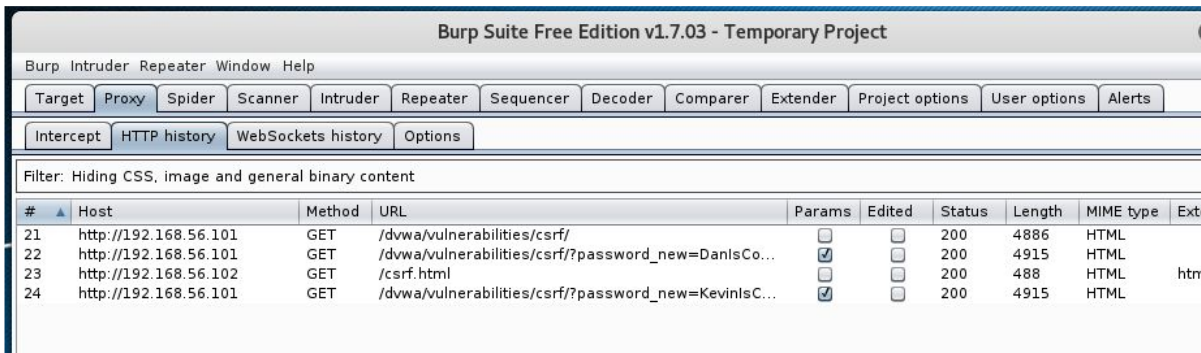 Burp Suite Free Edition v1.7.03 - Temporary Project
Burp Intruder Repeater Window Help
Target Proxy Spider Scanner Intruder Repeater Sequencer Decoder Comparer Extender Project options User options Alerts
Intercept HTTP history WebSockets history Options
Filter: Hiding CSS, image and general binary content
# Host Method URL Params Edited Status Length MIME type Ext
21 http://192.168.56.101 GET /dvwa/vulnerabilities/csrf/ 200 4886 HTML
22 http://192.168.56.101 GET /dvwa/vulnerabilities/csrf/?password_new=DanIsCo... 200 4915 HTML
23 http://192.168.56.102 GET /csrf.html 200 488 HTML htm
24 http://192.168.56.101 GET /dvwa/vulnerabilities/csrf/?password_new=KevinIsC... 200 4915 HTML